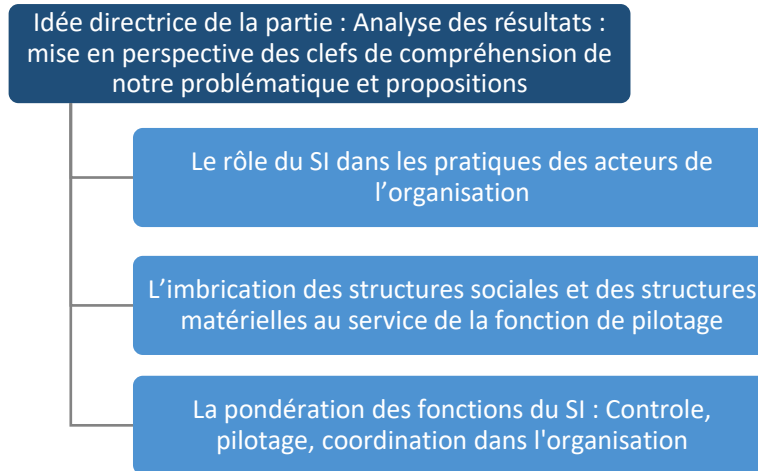 Idée directrice de la partie : Analyse des résultats :
mise en perspective des clefs de compréhension de
notre problématique et propositions
Le rôle du SI dans les pratiques des acteurs de
l’organisation
L’imbrication des structures sociales et des structures
matérielles au service de la fonction de pilotage
La pondération des fonctions du SI : Controle,
pilotage, coordination dans l'organisation